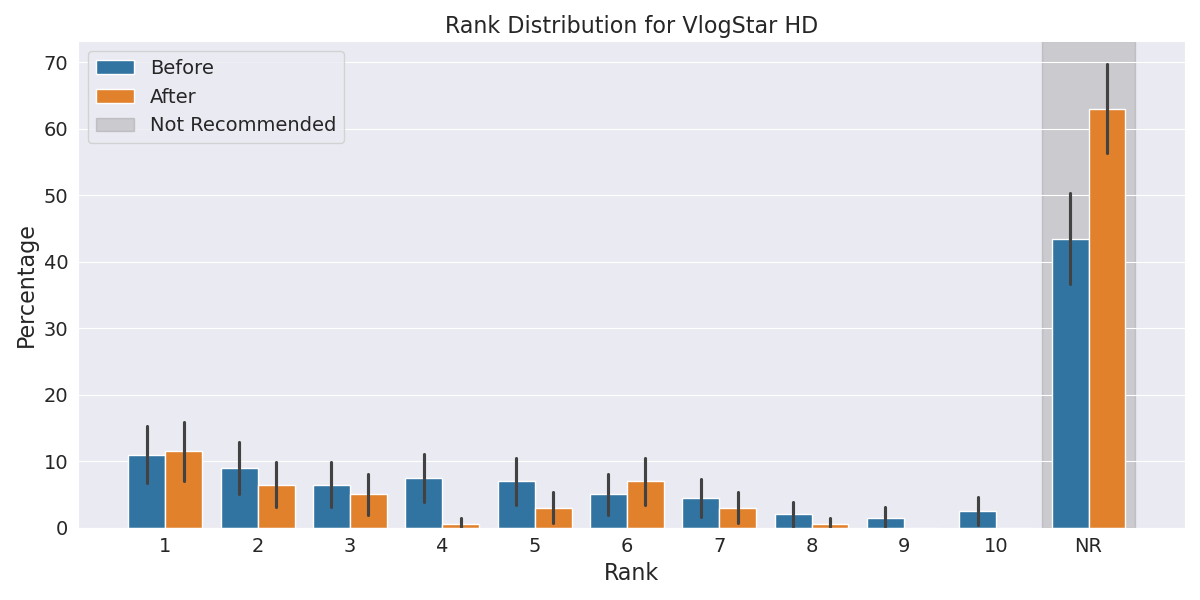 Rank Distribution for VlogStar HD
Before
After
Not Recommended
Percentage
70
60
50
40
30
20
10
0
1 2 3 4 5 6 7 8 9 10 NR
Rank